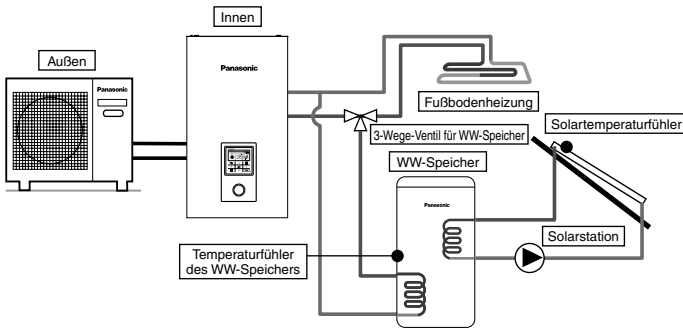 Innen
Außen
Panasonic
Panasonic
Fußbodenheizung
Solartemperaturfühler
3-Wege-Ventil für WW-Speicher
WW-Speicher
Panasonic
Solarstation
Temperaturfühler
des WW-Speichers